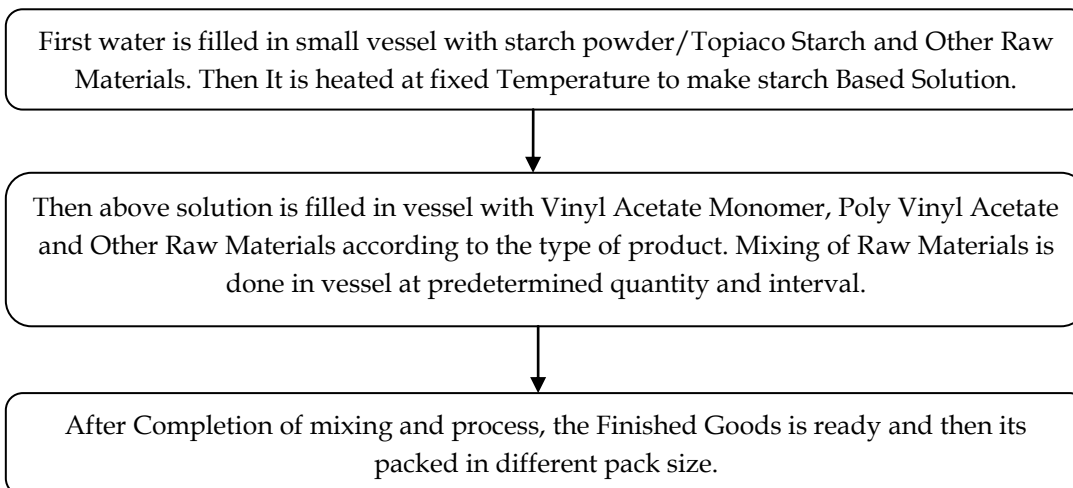 First water is filled in small vessel with starch powder/Topiaco Starch and Other Raw
Materials. Then It is heated at fixed Temperature to make starch Based Solution.
Then above solution is filled in vessel with Vinyl Acetate Monomer, Poly Vinyl Acetate
and Other Raw Materials according to the type of product. Mixing of Raw Materials is
done in vessel at predetermined quantity and interval.
After Completion of mixing and process, the Finished Goods is ready and then its
packed in different pack size.